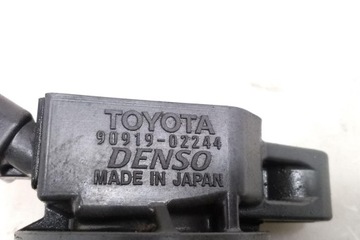 TOYOTA
90919-02244
DENSO
MADE IN JAPAN